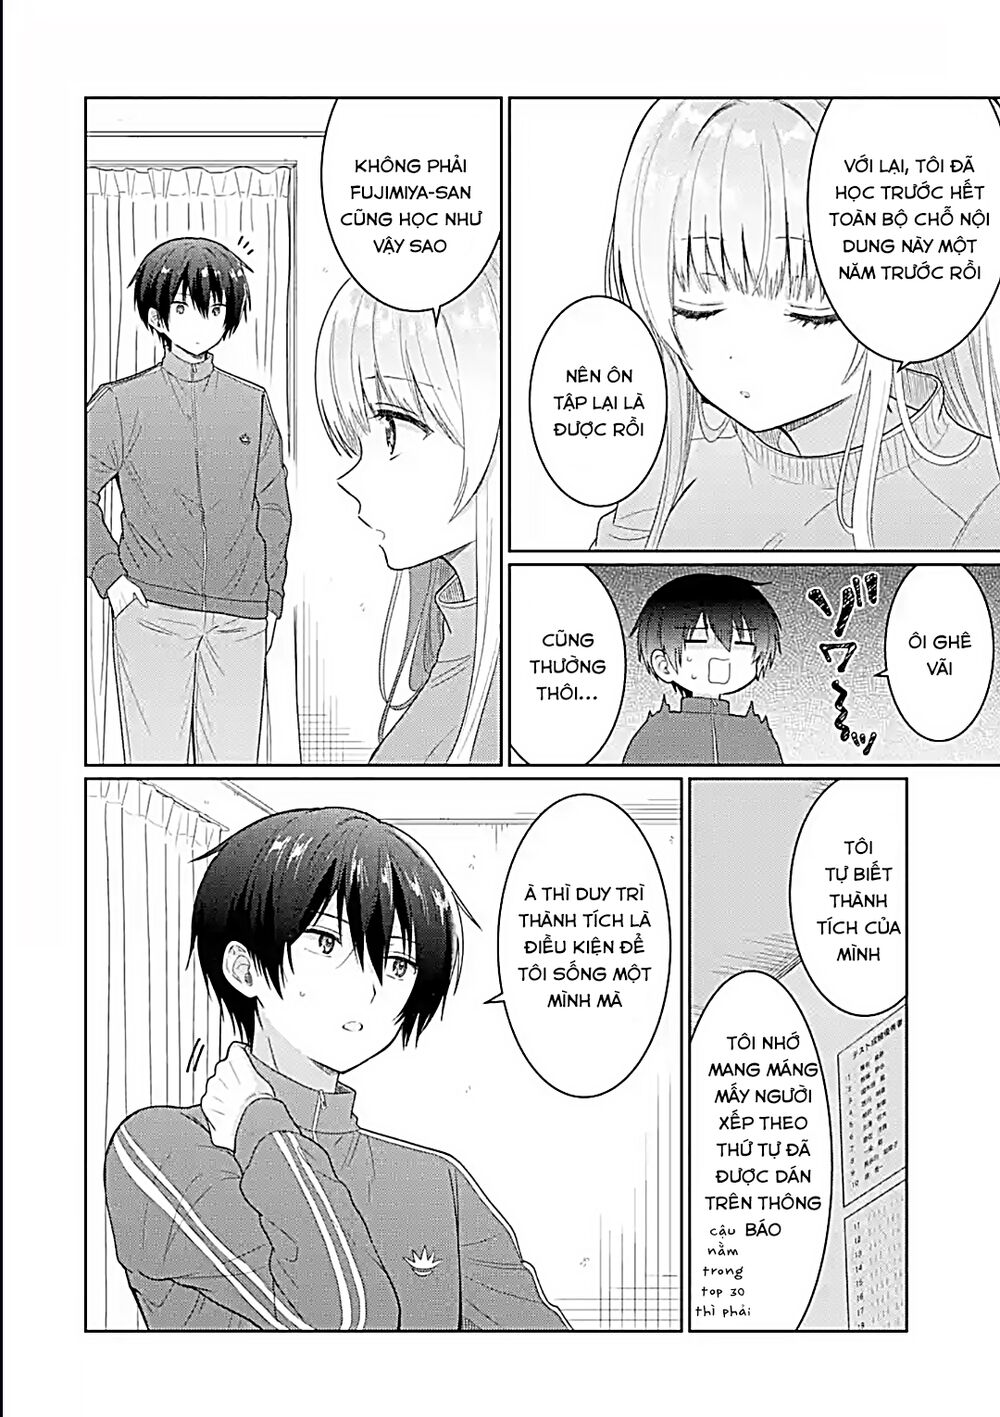 VỚI LẠI, TÔI ĐÃ
HỌC TRƯỚC HẾT
TOÀN BỘ CHỖ NỘI
DUNG NÀY MỘT
NĂM TRƯỚC RỒI
NÊN ÔN
TẬP LẠI LÀ
ĐƯỢC RỒI
KHÔNG PHẢI
FUJIMIYA-SAN
CŨNG HỌC NHƯ
VẬY SAO
ÔI GHÊ
VÃI
ゾワ〜〜ッ
CŨNG
THƯỜNG
THÔI...
TÔI
TỰ BIẾT
THÀNH
TÍCH CỦA
MÌNH
TÔI NHỚ
MANG MÁNG
MẤY NGƯỜI
XẾP THEO
THỨ TỰ ĐÃ
ĐƯỢC DÁN
TRÊN THÔNG
BÁO
cậu
nằm
trong
top 30
thì phải
À THÌ DUY TRÌ
THÀNH TÍCH LÀ
ĐIỀU KIỆN ĐỂ
TÔI SỐNG MỘT
MÌNH MÀ